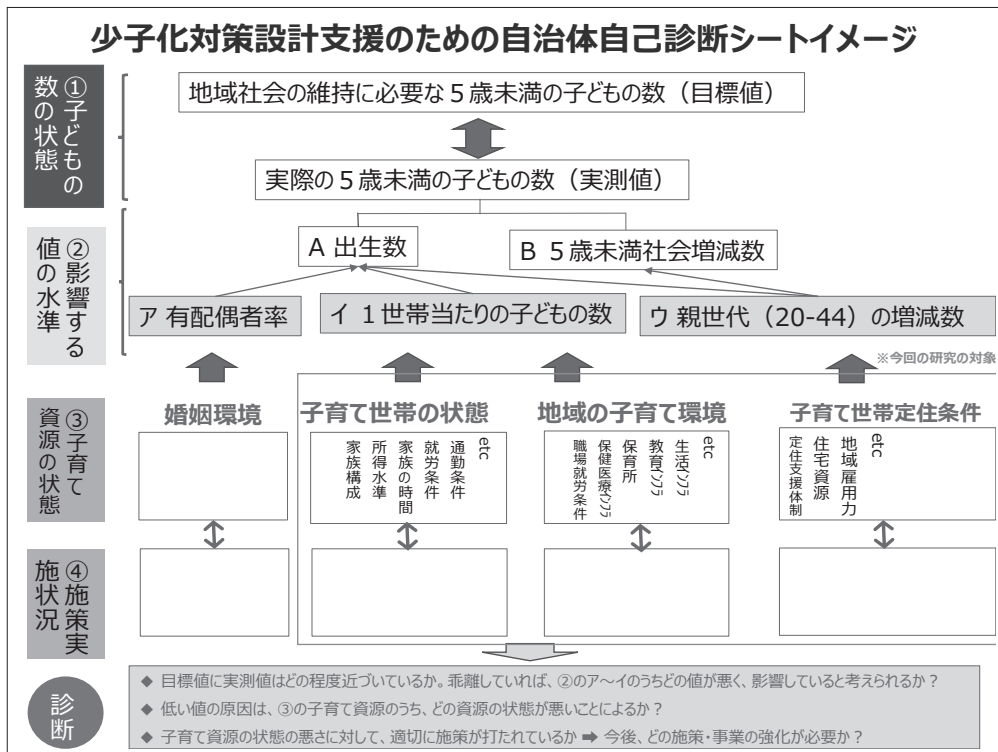 少子化対策設計支援のための自治体自己診断シートイメージ
①子どもの
数の状態
地域社会の維持に必要な5歳未満の子どもの数（目標値）
実際の5歳未満の子どもの数（実測値）
②影響する
値の水準
A 出生数
B 5歳未満社会増減数
ア 有配偶者率
イ 1世帯当たりの子どもの数
ウ 親世代（20-44）の増減数
※今回の研究の対象
③子育て
資源の状態
婚姻環境
子育て世帯の状態
家族構成
所得水準
家族の時間
就労条件
通勤条件
etc
地域の子育て環境
職場就労条件
保健医療インフラ
保育所
教育インフラ
生活インフラ
etc
子育て世帯定住条件
定住支援体制
住宅資源
地域雇用力
etc
④施策実
施状況
診断
◆ 目標値に実測値はどの程度近づいているか。乖離していれば、②のア～イのうちどの値が悪く、影響していると考えられるか？
◆ 低い値の原因は、③の子育て資源のうち、どの資源の状態が悪いことによるか？
◆ 子育て資源の状態の悪さに対して、適切に施策が打たれているか ➡ 今後、どの施策・事業の強化が必要か？